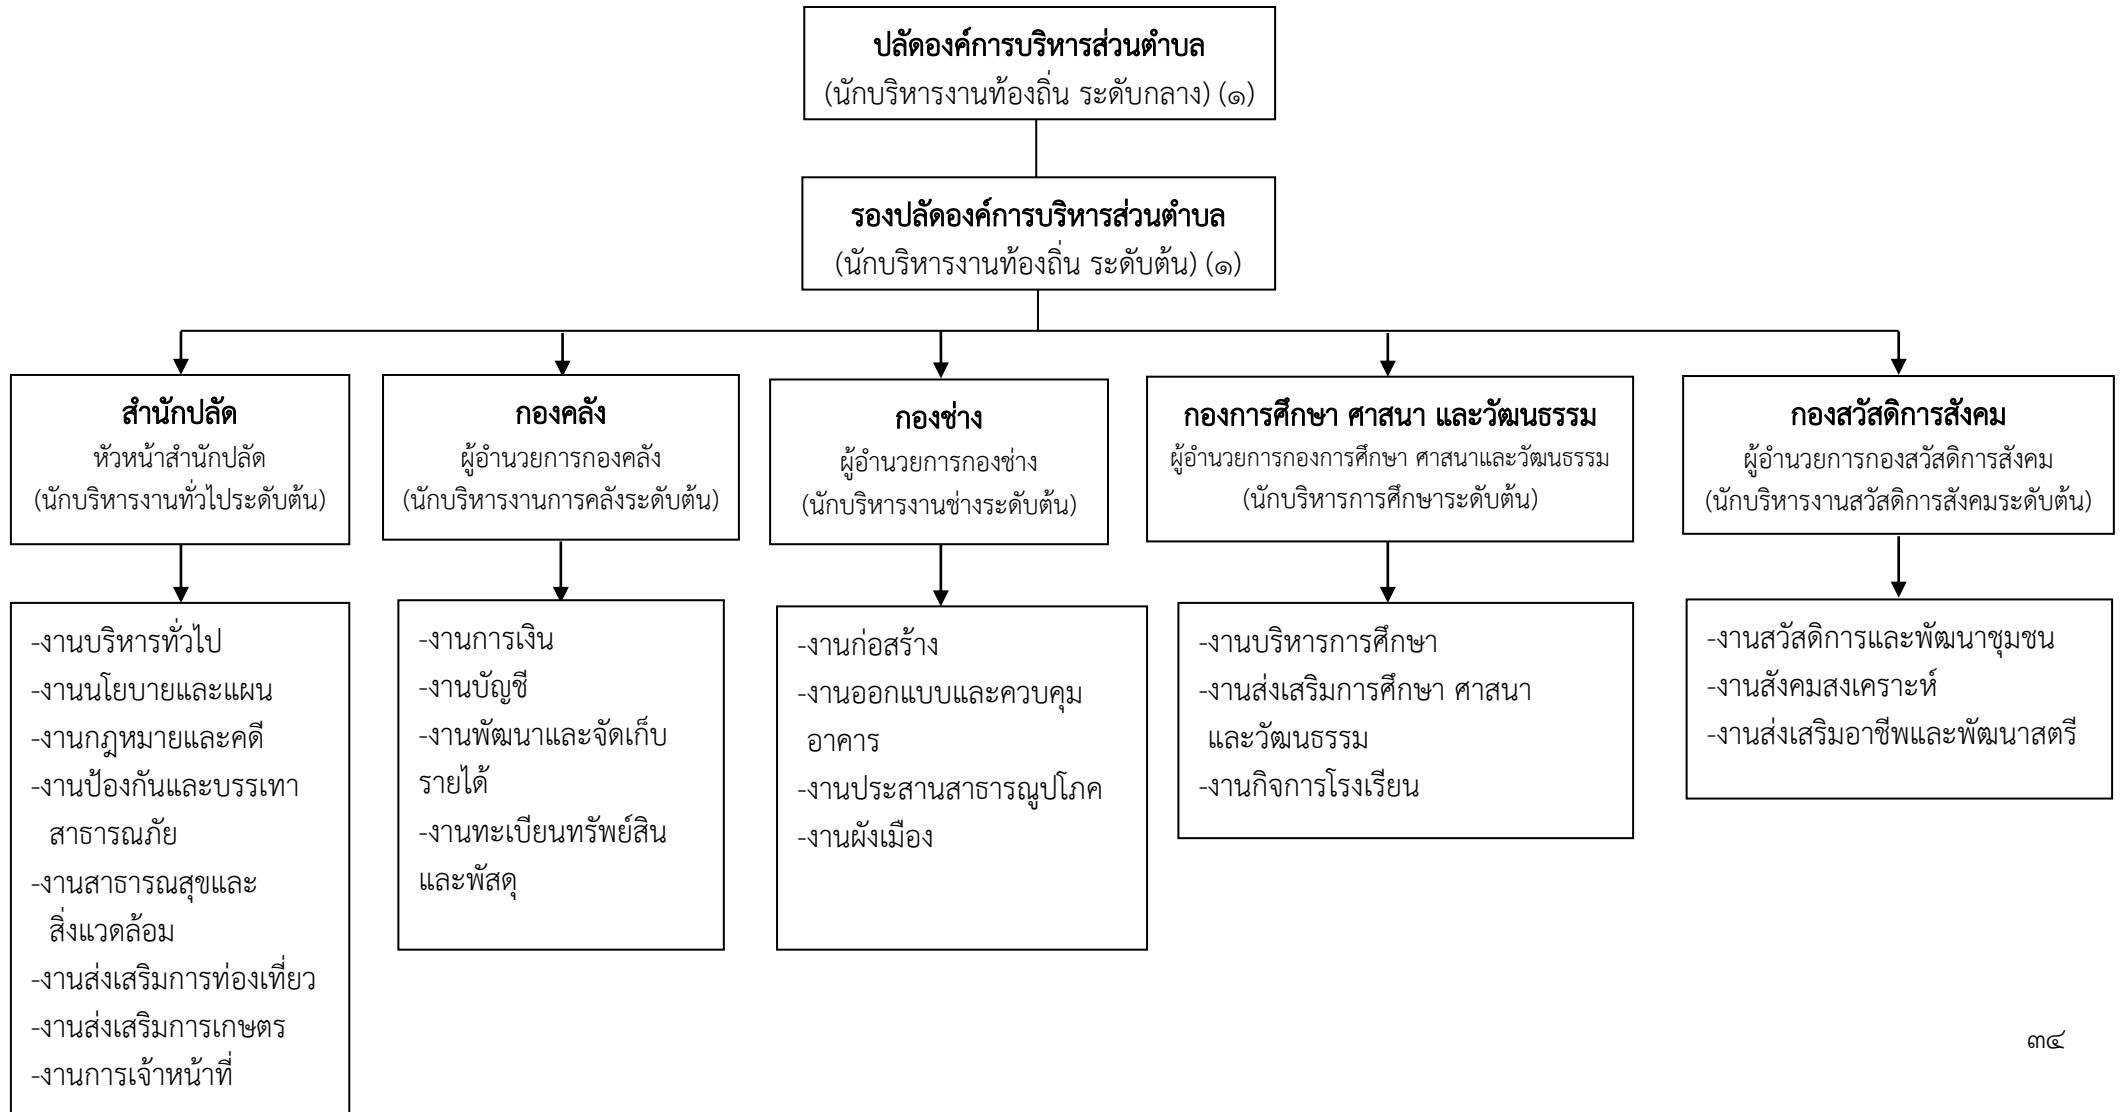 ปลัดองค์การบริหารส่วนตำบล
(นักบริหารงานท้องถิ่น ระดับกลาง) (๑)
รองปลัดองค์การบริหารส่วนตำบล
(นักบริหารงานท้องถิ่น ระดับต้น) (๑)
สำนักปลัด
หัวหน้าสำนักปลัด
(นักบริหารงานทั่วไประดับต้น)
กองคลัง
ผู้อำนวยการกองคลัง
(นักบริหารงานการคลังระดับต้น)
กองช่าง
ผู้อำนวยการกองช่าง
(นักบริหารงานช่างระดับต้น)
กองการศึกษา ศาสนา และวัฒนธรรม
ผู้อำนวยการกองการศึกษา ศาสนาและวัฒนธรรม
(นักบริหารการศึกษาระดับต้น)
กองสวัสดิการสังคม
ผู้อำนวยการกองสวัสดิการสังคม
(นักบริหารงานสวัสดิการสังคมระดับต้น)
-งานบริหารทั่วไป
-งานนโยบายและแผน
-งานกฎหมายและคดี
-งานป้องกันและบรรเทา
สาธารณภัย
-งานสาธารณสุขและ
สิ่งแวดล้อม
-งานส่งเสริมการท่องเที่ยว
-งานส่งเสริมการเกษตร
-งานการเจ้าหน้าที่
-งานการเงิน
-งานบัญชี
-งานพัฒนาและจัดเก็บ
รายได้
-งานทะเบียนทรัพย์สิน
และพัสดุ
-งานก่อสร้าง
-งานออกแบบและควบคุม
อาคาร
-งานประสานสาธารณูปโภค
-งานผังเมือง
-งานบริหารการศึกษา
-งานส่งเสริมการศึกษา ศาสนา
และวัฒนธรรม
-งานกิจการโรงเรียน
-งานสวัสดิการและพัฒนาชุมชน
-งานสังคมสงเคราะห์
-งานส่งเสริมอาชีพและพัฒนาสตรี
๓๔